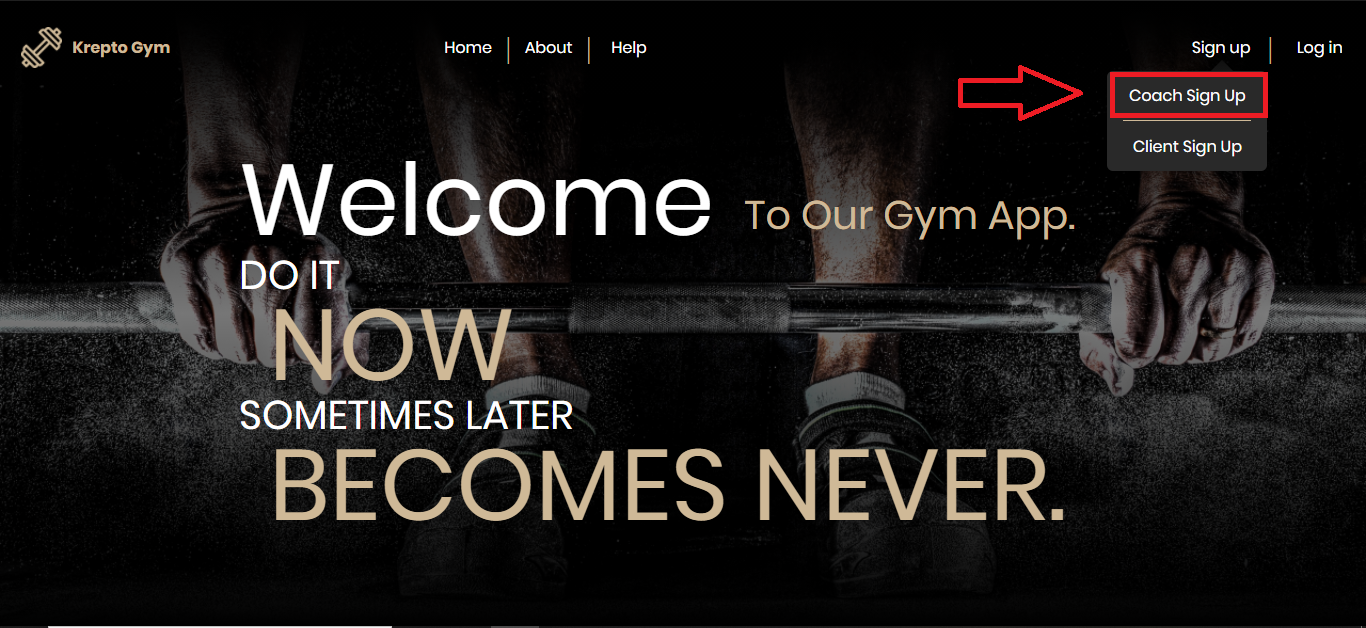 Krepto Gym
Home About Help
Sign up Log in
Coach Sign Up
Client Sign Up
Welcome To Our Gym App.
DO IT
NOW
SOMETIMES LATER
BECOMES NEVER.